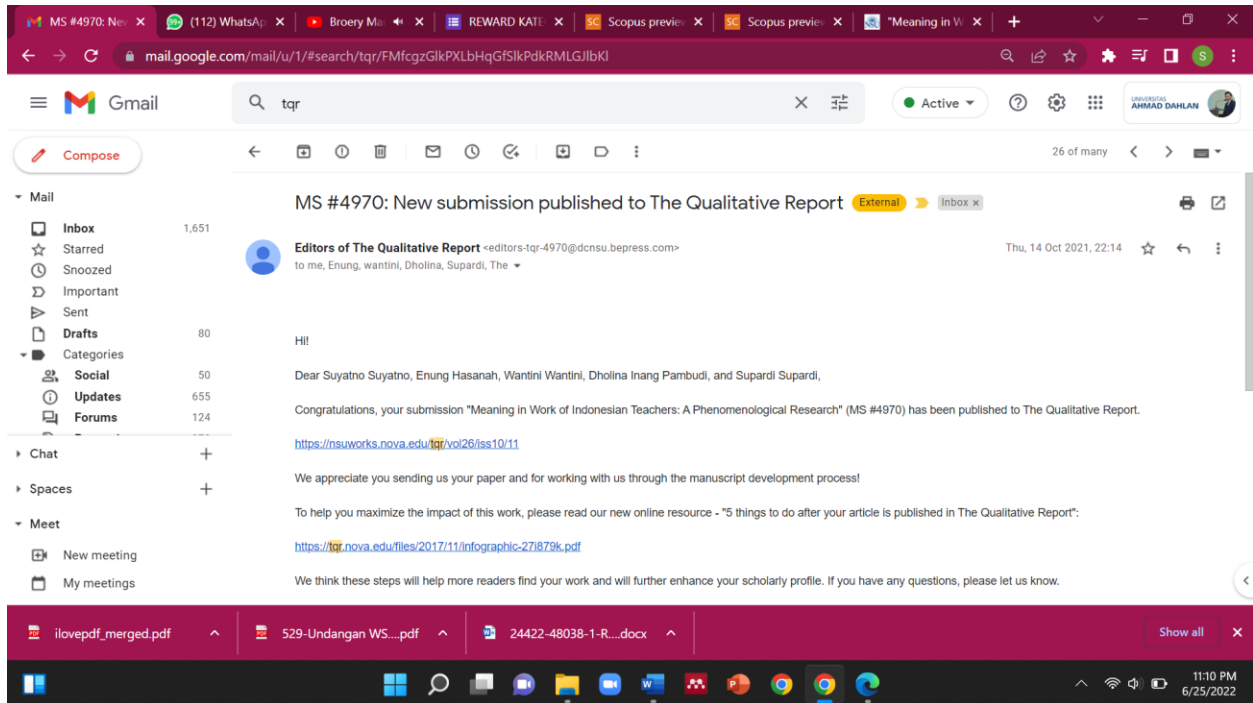 MS #4970: New
(112) WhatsAp
Broery Ma
REWARD KATE
Scopus preview
Scopus preview
"Meaning in W
mail.google.com/mail/u/1/#search/tqr/FMfcgzGlkPXLbHqGfSlkPdkRMLGJlbKl
S
Gmail
tqr
Active
UNIVERSITAS
AHMAD DAHLAN
Compose
26 of many
Mail
Inbox 1,651
Starred
Snoozed
Important
Sent
Drafts 80
Categories
Social 50
Updates 655
Forums 124
Chat
Spaces
Meet
New meeting
My meetings
MS #4970: New submission published to The Qualitative Report External Inbox ×
Editors of The Qualitative Report <editors-tqr-4970@dcnsu.bepress.com> Thu, 14 Oct 2021, 22:14
to me, Enung, wantini, Dholina, Supardi, The
Hi!
Dear Suyatno Suyatno, Enung Hasanah, Wantini Wantini, Dholina Inang Pambudi, and Supardi Supardi,
Congratulations, your submission "Meaning in Work of Indonesian Teachers: A Phenomenological Research" (MS #4970) has been published to The Qualitative Report.
https://nsuworks.nova.edu/tqr/vol26/iss10/11
We appreciate you sending us your paper and for working with us through the manuscript development process!
To help you maximize the impact of this work, please read our new online resource - "5 things to do after your article is published in The Qualitative Report":
https://tqr.nova.edu/files/2017/11/infographic-27i879k.pdf
We think these steps will help more readers find your work and will further enhance your scholarly profile. If you have any questions, please let us know.
ilovepdf_merged.pdf
529-Undangan WS....pdf
24422-48038-1-R....docx
Show all
11:10 PM
6/25/2022